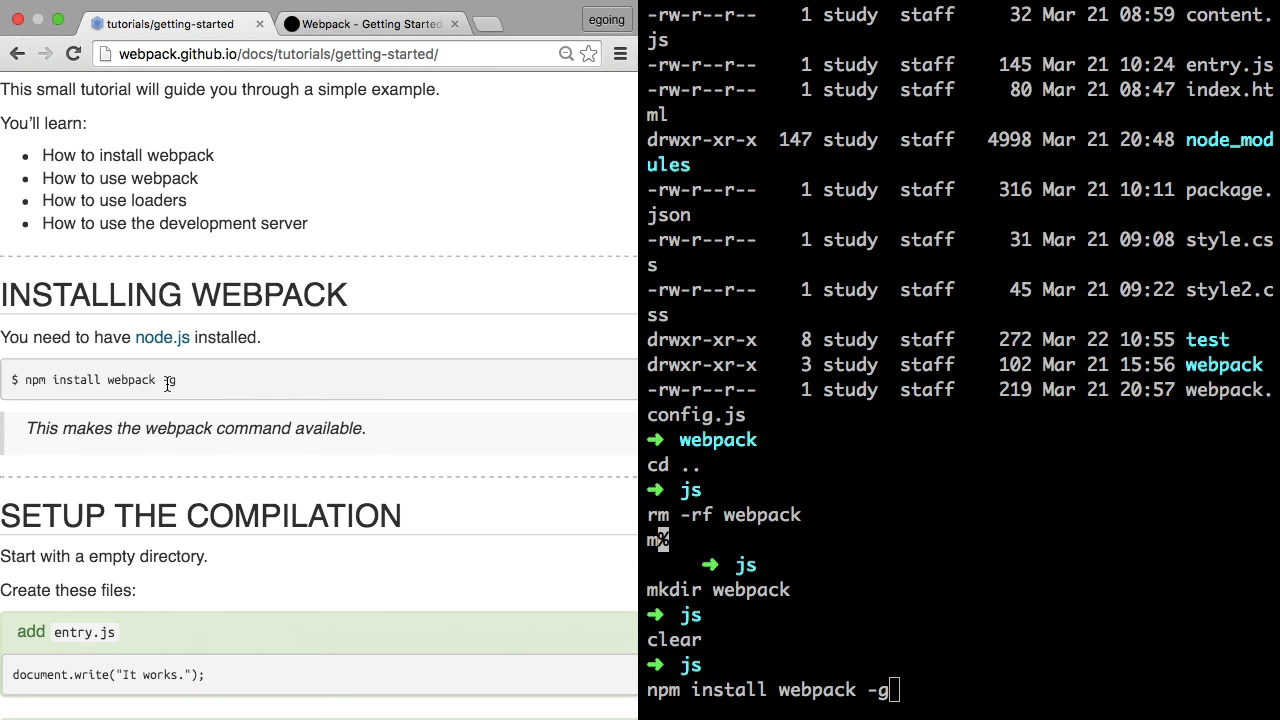 tutorials/getting-started
Webpack - Getting Started
egoing
webpack.github.io/docs/tutorials/getting-started/
This small tutorial will guide you through a simple example.
You’ll learn:
• How to install webpack
• How to use webpack
• How to use loaders
• How to use the development server
INSTALLING WEBPACK
You need to have node.js installed.
$ npm install webpack -g
This makes the webpack command available.
SETUP THE COMPILATION
Start with a empty directory.
Create these files:
add entry.js
document.write("It works.");
-rw-r--r-- 1 study staff 32 Mar 21 08:59 content.
js
-rw-r--r-- 1 study staff 145 Mar 21 10:24 entry.js
-rw-r--r-- 1 study staff 80 Mar 21 08:47 index.ht
ml
drwxr-xr-x 147 study staff 4998 Mar 21 20:48 node_mod
ules
-rw-r--r-- 1 study staff 316 Mar 21 10:11 package.
json
-rw-r--r-- 1 study staff 31 Mar 21 09:08 style.cs
s
-rw-r--r-- 1 study staff 45 Mar 21 09:22 style2.c
ss
drwxr-xr-x 8 study staff 272 Mar 22 10:55 test
drwxr-xr-x 3 study staff 102 Mar 21 15:56 webpack
-rw-r--r-- 1 study staff 219 Mar 21 20:57 webpack.
config.js
➜ webpack
cd ..
➜ js
rm -rf webpack
m%
➜ js
mkdir webpack
➜ js
clear
➜ js
npm install webpack -g